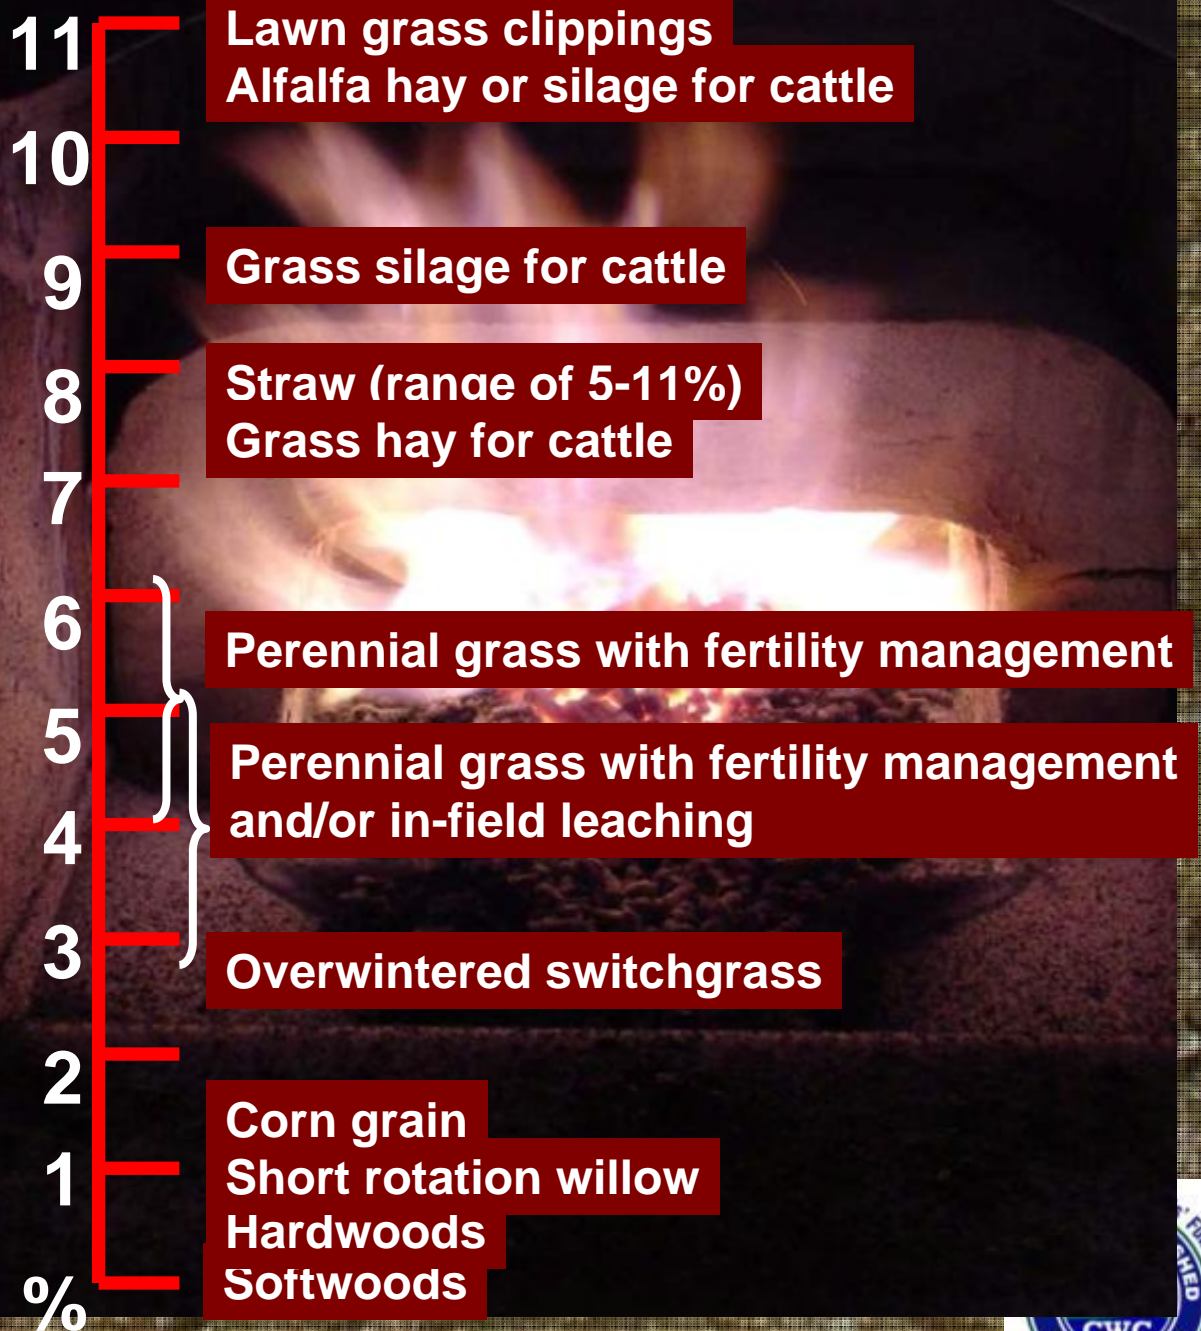 11
Lawn grass clippings
Alfalfa hay or silage for cattle
10
9
Grass silage for cattle
8
Straw (range of 5-11%)
Grass hay for cattle
7
6
Perennial grass with fertility management
5
Perennial grass with fertility management
and/or in-field leaching
4
3
Overwintered switchgrass
2
Corn grain
1
Short rotation willow
Hardwoods
Softwoods
%